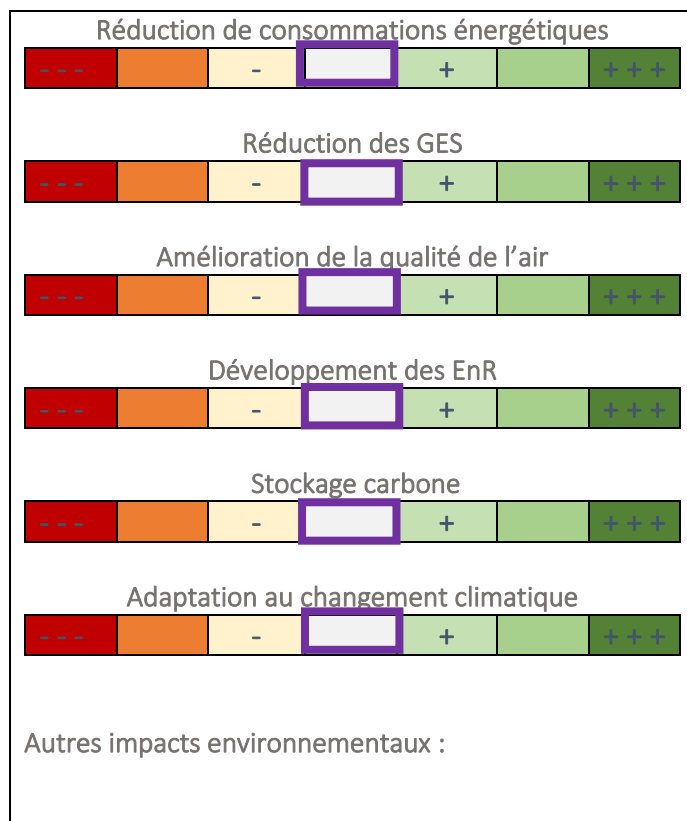 Réduction de consommations énergétiques
- - - - + + + +
Réduction des GES
- - - - + + + +
Amélioration de la qualité de l’air
- - - - + + + +
Développement des EnR
- - - - + + + +
Stockage carbone
- - - - + + + +
Adaptation au changement climatique
- - - - + + + +
Autres impacts environnementaux :